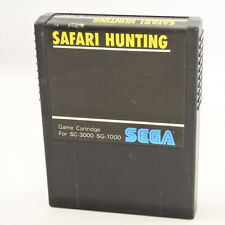 SAFARI HUNTING
Game Cartridge
For SC-3000 SG-1000
SEGA